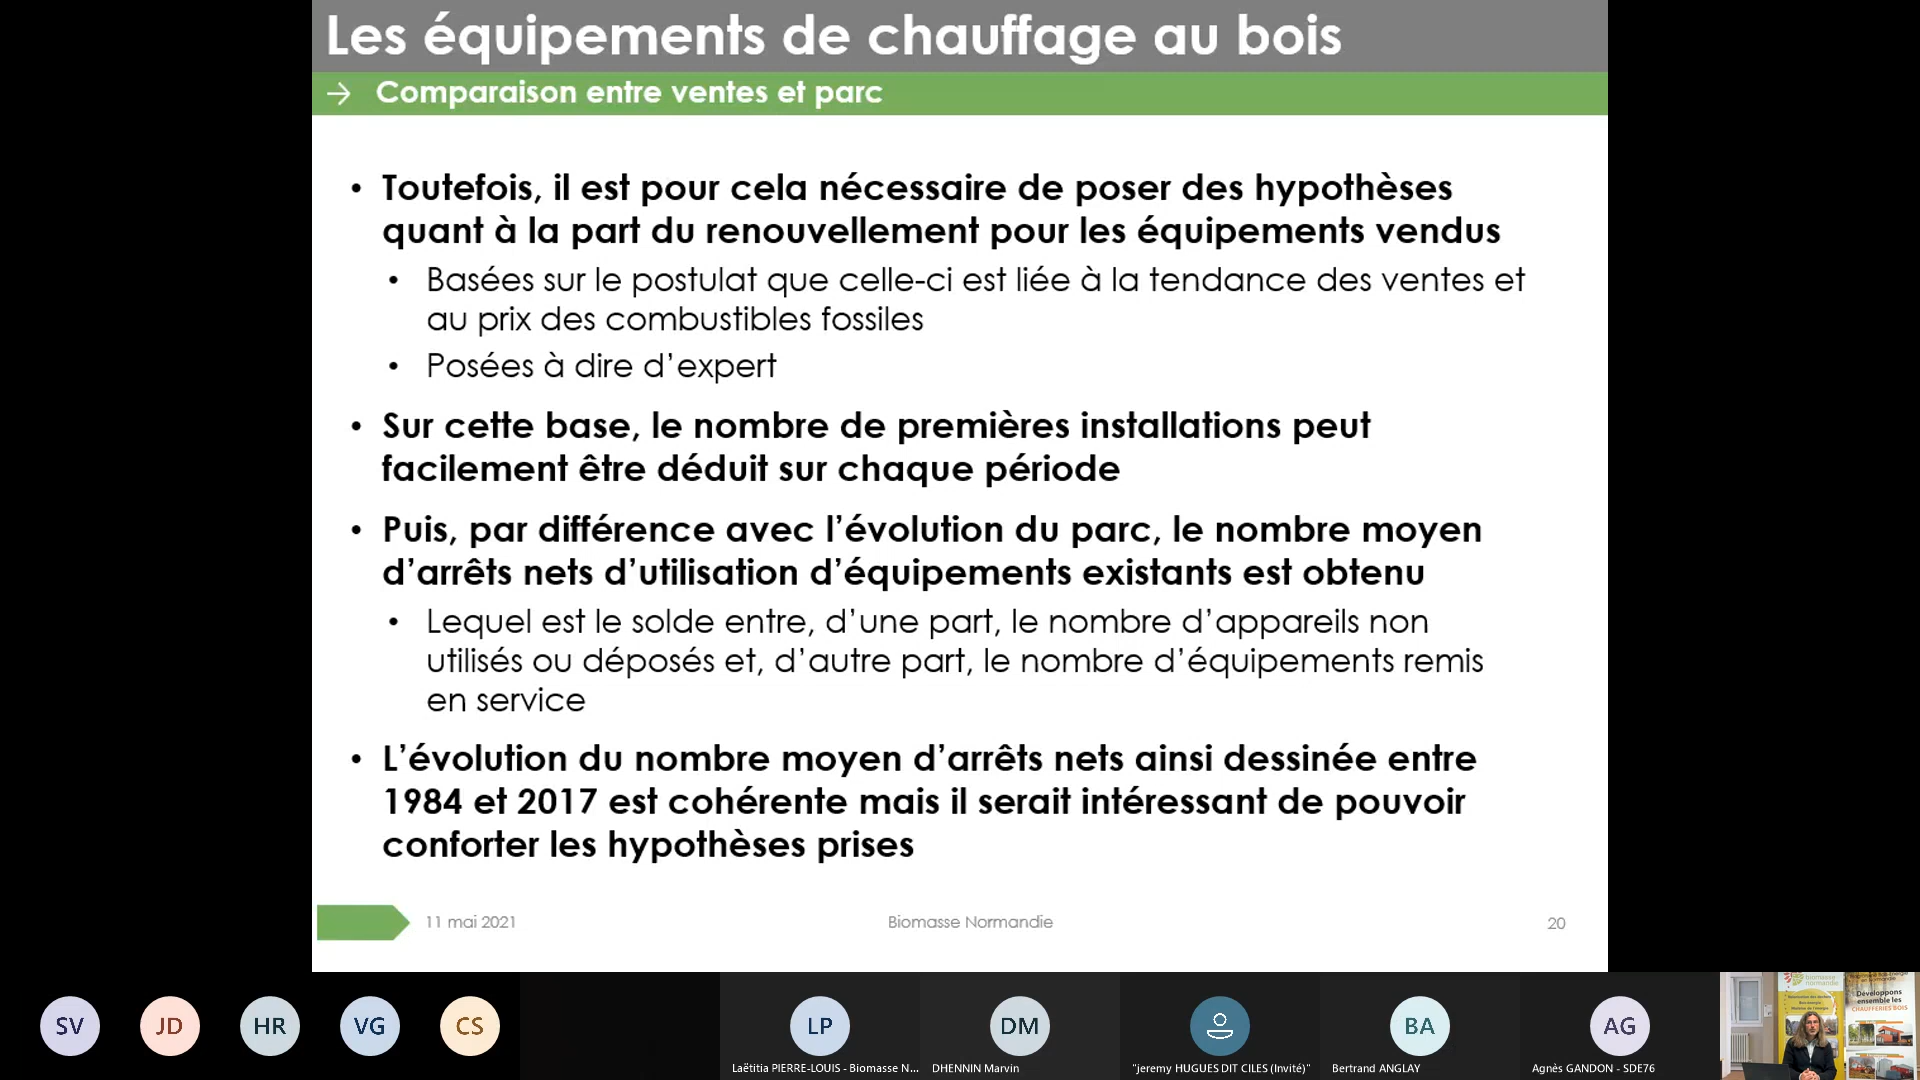 Les équipements de chauffage au bois
→ Comparaison entre ventes et parc
• Toutefois, il est pour cela nécessaire de poser des hypothèses
quant à la part du renouvellement pour les équipements vendus
• Basées sur le postulat que celle-ci est liée à la tendance des ventes et
au prix des combustibles fossiles
• Posées à dire d’expert
• Sur cette base, le nombre de premières installations peut
facilement être déduit sur chaque période
• Puis, par différence avec l’évolution du parc, le nombre moyen
d’arrêts nets d’utilisation d’équipements existants est obtenu
• Lequel est le solde entre, d’une part, le nombre d’appareils non
utilisés ou déposés et, d’autre part, le nombre d’équipements remis
en service
• L’évolution du nombre moyen d’arrêts nets ainsi dessinée entre
1984 et 2017 est cohérente mais il serait intéressant de pouvoir
conforter les hypothèses prises
11 mai 2021
Biomasse Normandie
20
SV
JD
HR
VG
CS
LP
DM
BA
AG
Laëtitia PIERRE-LOUIS - Biomasse N...
DHENNIN Marvin
"jeremy HUGUES DIT CILES (Invité)"
Bertrand ANGLAY
Agnès GANDON - SDE76
biomasse
normandie
Développons
ensemble les
CHAUFFERIES BOIS